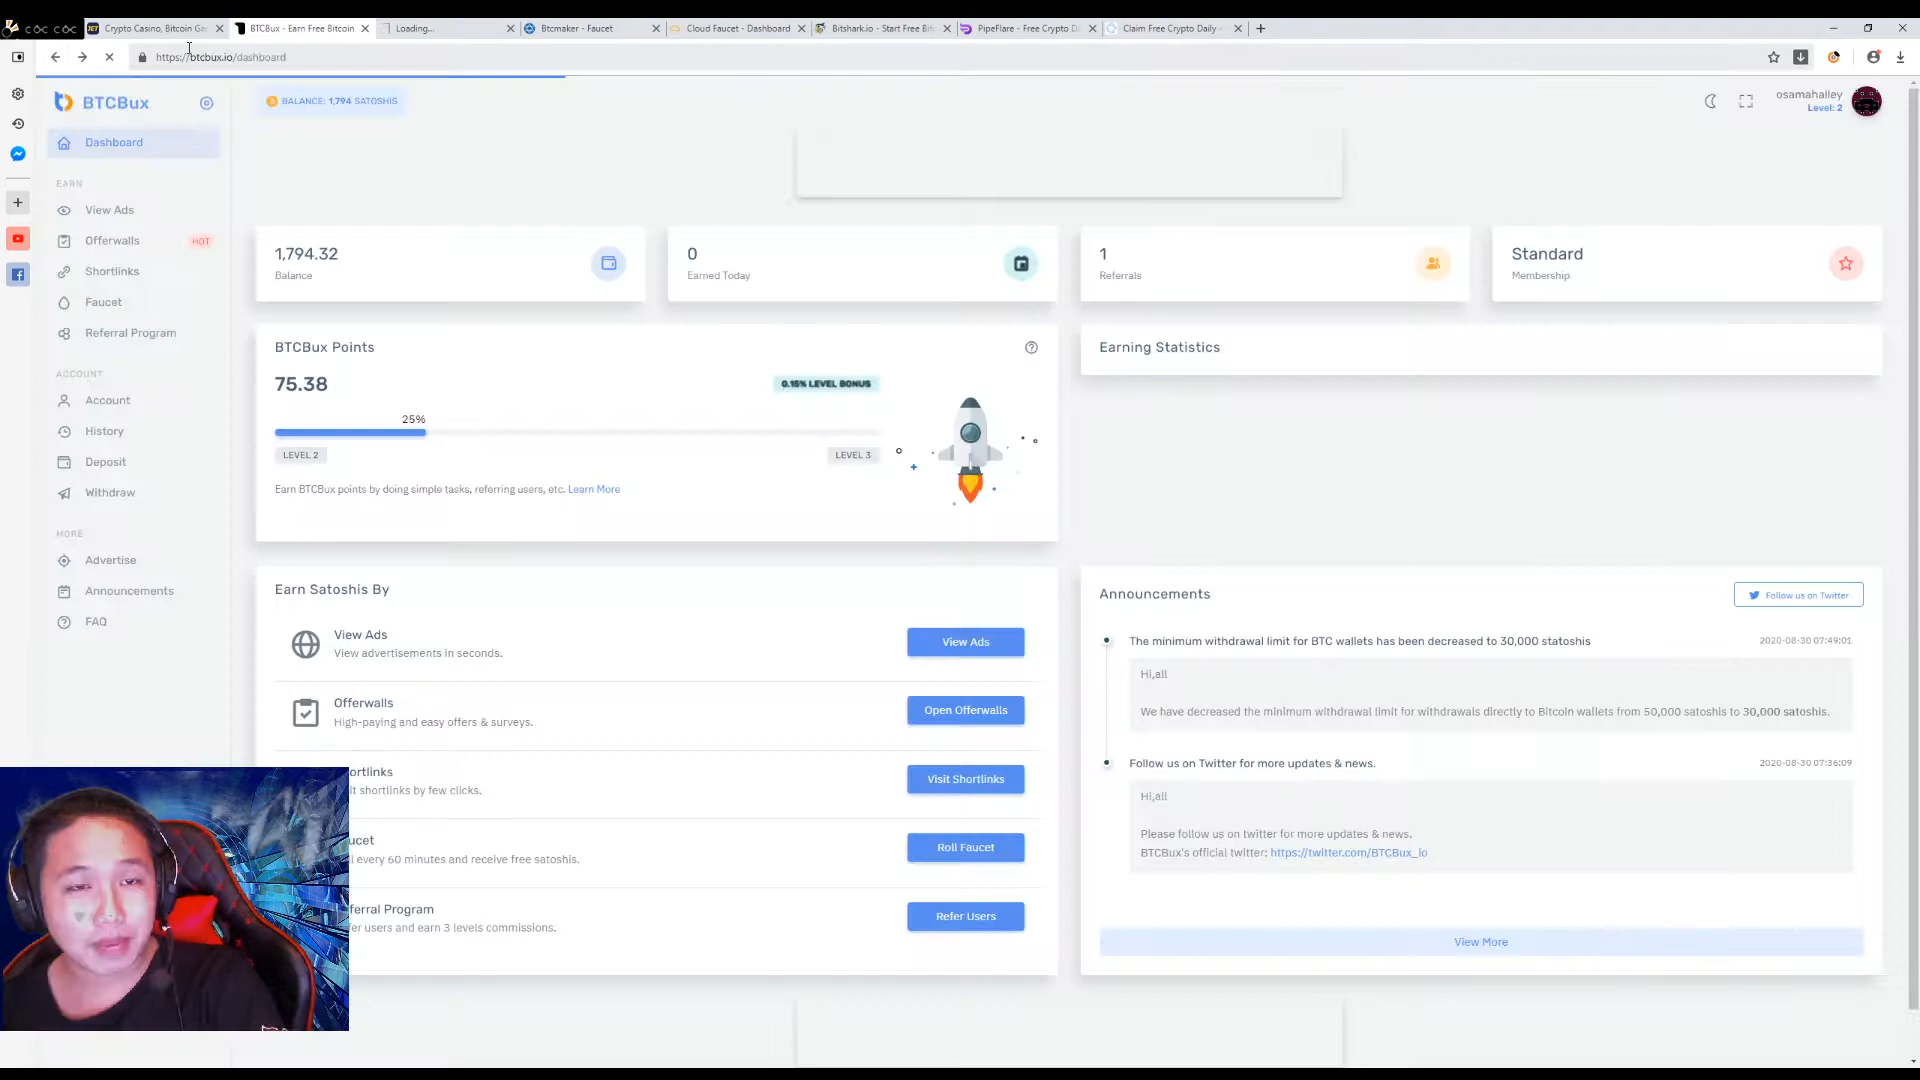 cốc cốc
Crypto Casino, Bitcoin Ga
BTCBux - Earn Free Bitcoin
Loading...
Btcmaker - Faucet
Cloud Faucet - Dashboard
Bitshark.io - Start Free Bit
PipeFlare - Free Crypto D
Claim Free Crypto Daily -
https://btcbux.io/dashboard
BTCBux
BALANCE: 1,794 SATOSHIS
osamahalley
Level: 2
Dashboard
EARN
View Ads
Offerwalls
HOT
Shortlinks
Faucet
Referral Program
ACCOUNT
Account
History
Deposit
Withdraw
MORE
Advertise
Announcements
FAQ
1,794.32
Balance
0
Earned Today
1
Referrals
Standard
Membership
BTCBux Points
75.38
0.15% LEVEL BONUS
25%
LEVEL 2
LEVEL 3
Earn BTCBux points by doing simple tasks, referring users, etc. Learn More
Earning Statistics
Earn Satoshis By
View Ads
View advertisements in seconds.
View Ads
Offerwalls
High-paying and easy offers & surveys.
Open Offerwalls
ortlinks
it shortlinks by few clicks.
Visit Shortlinks
ucet
ll every 60 minutes and receive free satoshis.
Roll Faucet
ferral Program
er users and earn 3 levels commissions.
Refer Users
Announcements
Follow us on Twitter
The minimum withdrawal limit for BTC wallets has been decreased to 30,000 statoshis
2020-08-30 07:49:01
Hi,all
We have decreased the minimum withdrawal limit for withdrawals directly to Bitcoin wallets from 50,000 satoshis to 30,000 satoshis.
Follow us on Twitter for more updates & news.
2020-08-30 07:36:09
Hi,all
Please follow us on twitter for more updates & news.
BTCBux's official twitter: https://twitter.com/BTCBux_io
View More